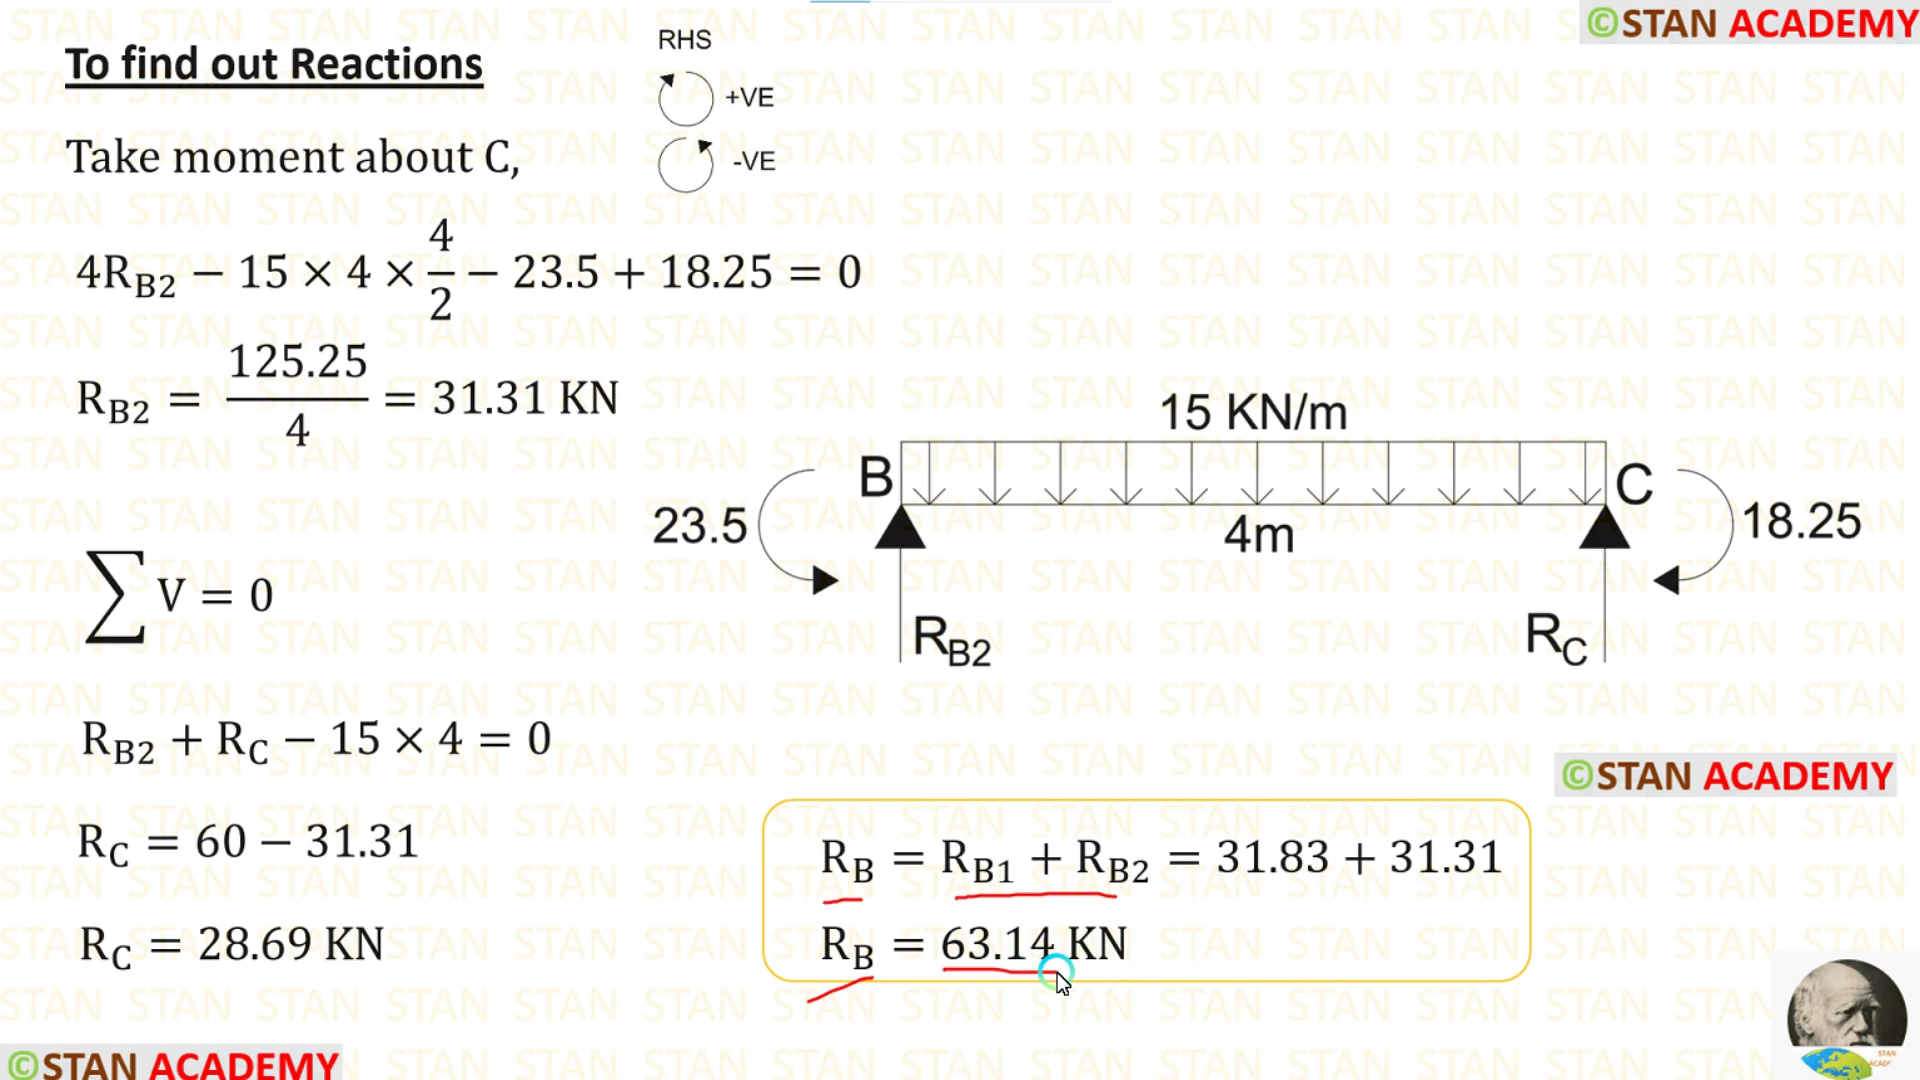 ©STAN ACADEMY
To find out Reactions
RHS
+VE
-VE
Take moment about C,
4R_B2 − 15 × 4 × 4/2 − 23.5 + 18.25 = 0
R_B2 = 125.25/4 = 31.31 KN
15 KN/m
B
C
23.5
4m
18.25
R_B2
R_C
∑ V = 0
R_B2 + R_C − 15 × 4 = 0
©STAN ACADEMY
R_C = 60 − 31.31
R_C = 28.69 KN
R_B = R_B1 + R_B2 = 31.83 + 31.31
R_B = 63.14 KN
©STAN ACADEMY